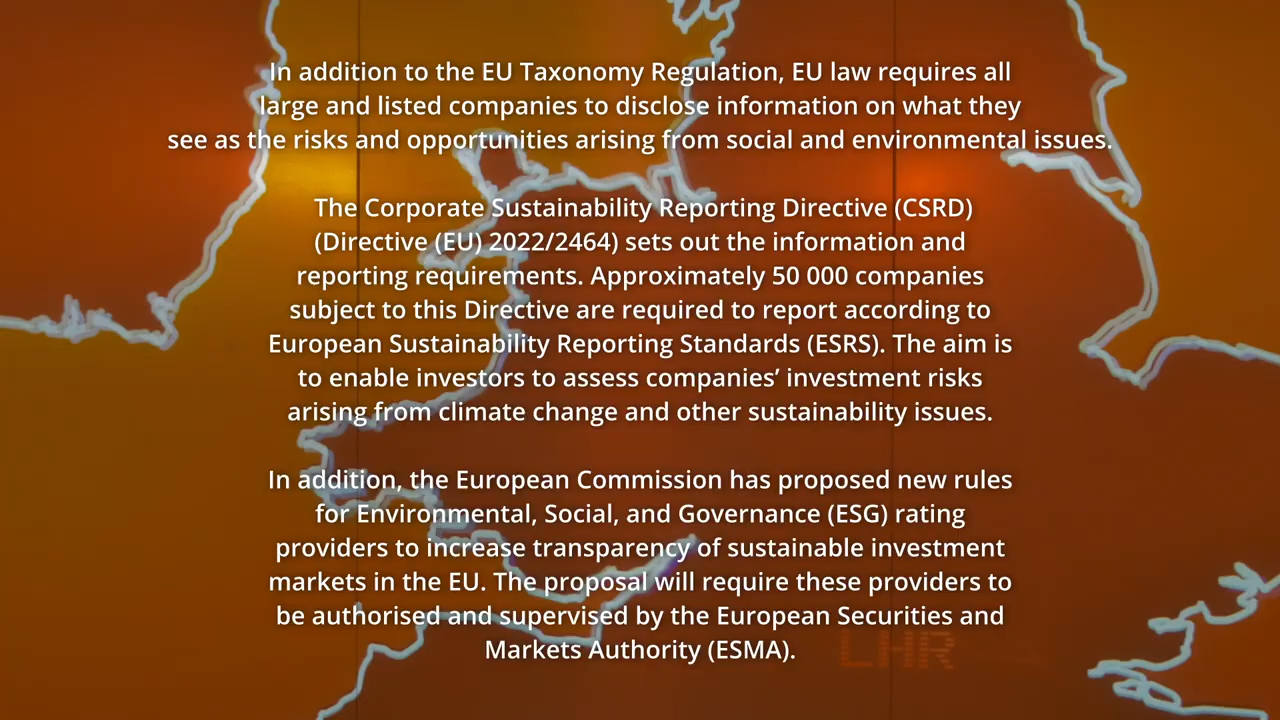 In addition to the EU Taxonomy Regulation, EU law requires all
large and listed companies to disclose information on what they
see as the risks and opportunities arising from social and environmental issues.
The Corporate Sustainability Reporting Directive (CSRD)
(Directive (EU) 2022/2464) sets out the information and
reporting requirements. Approximately 50 000 companies
subject to this Directive are required to report according to
European Sustainability Reporting Standards (ESRS). The aim is
to enable investors to assess companies’ investment risks
arising from climate change and other sustainability issues.
In addition, the European Commission has proposed new rules
for Environmental, Social, and Governance (ESG) rating
providers to increase transparency of sustainable investment
markets in the EU. The proposal will require these providers to
be authorised and supervised by the European Securities and
Markets Authority (ESMA).
LHR